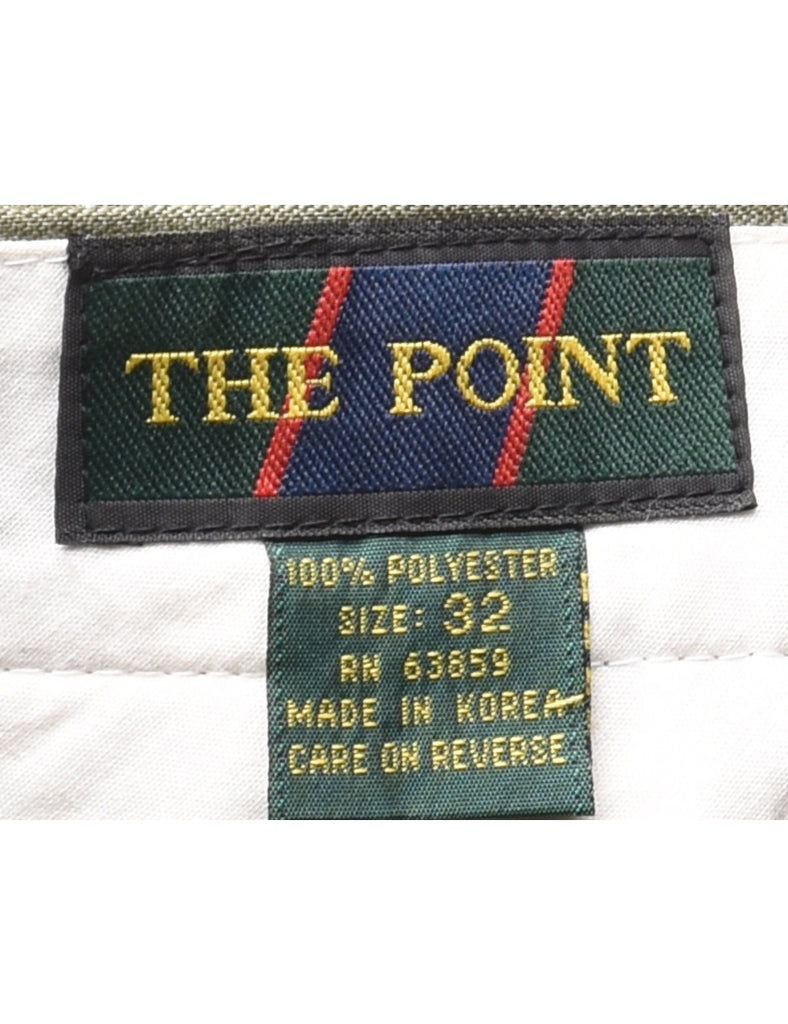 THE POINT
100% POLYESTER
SIZE: 32
RN 63859
MADE IN KOREA
CARE ON REVERSE